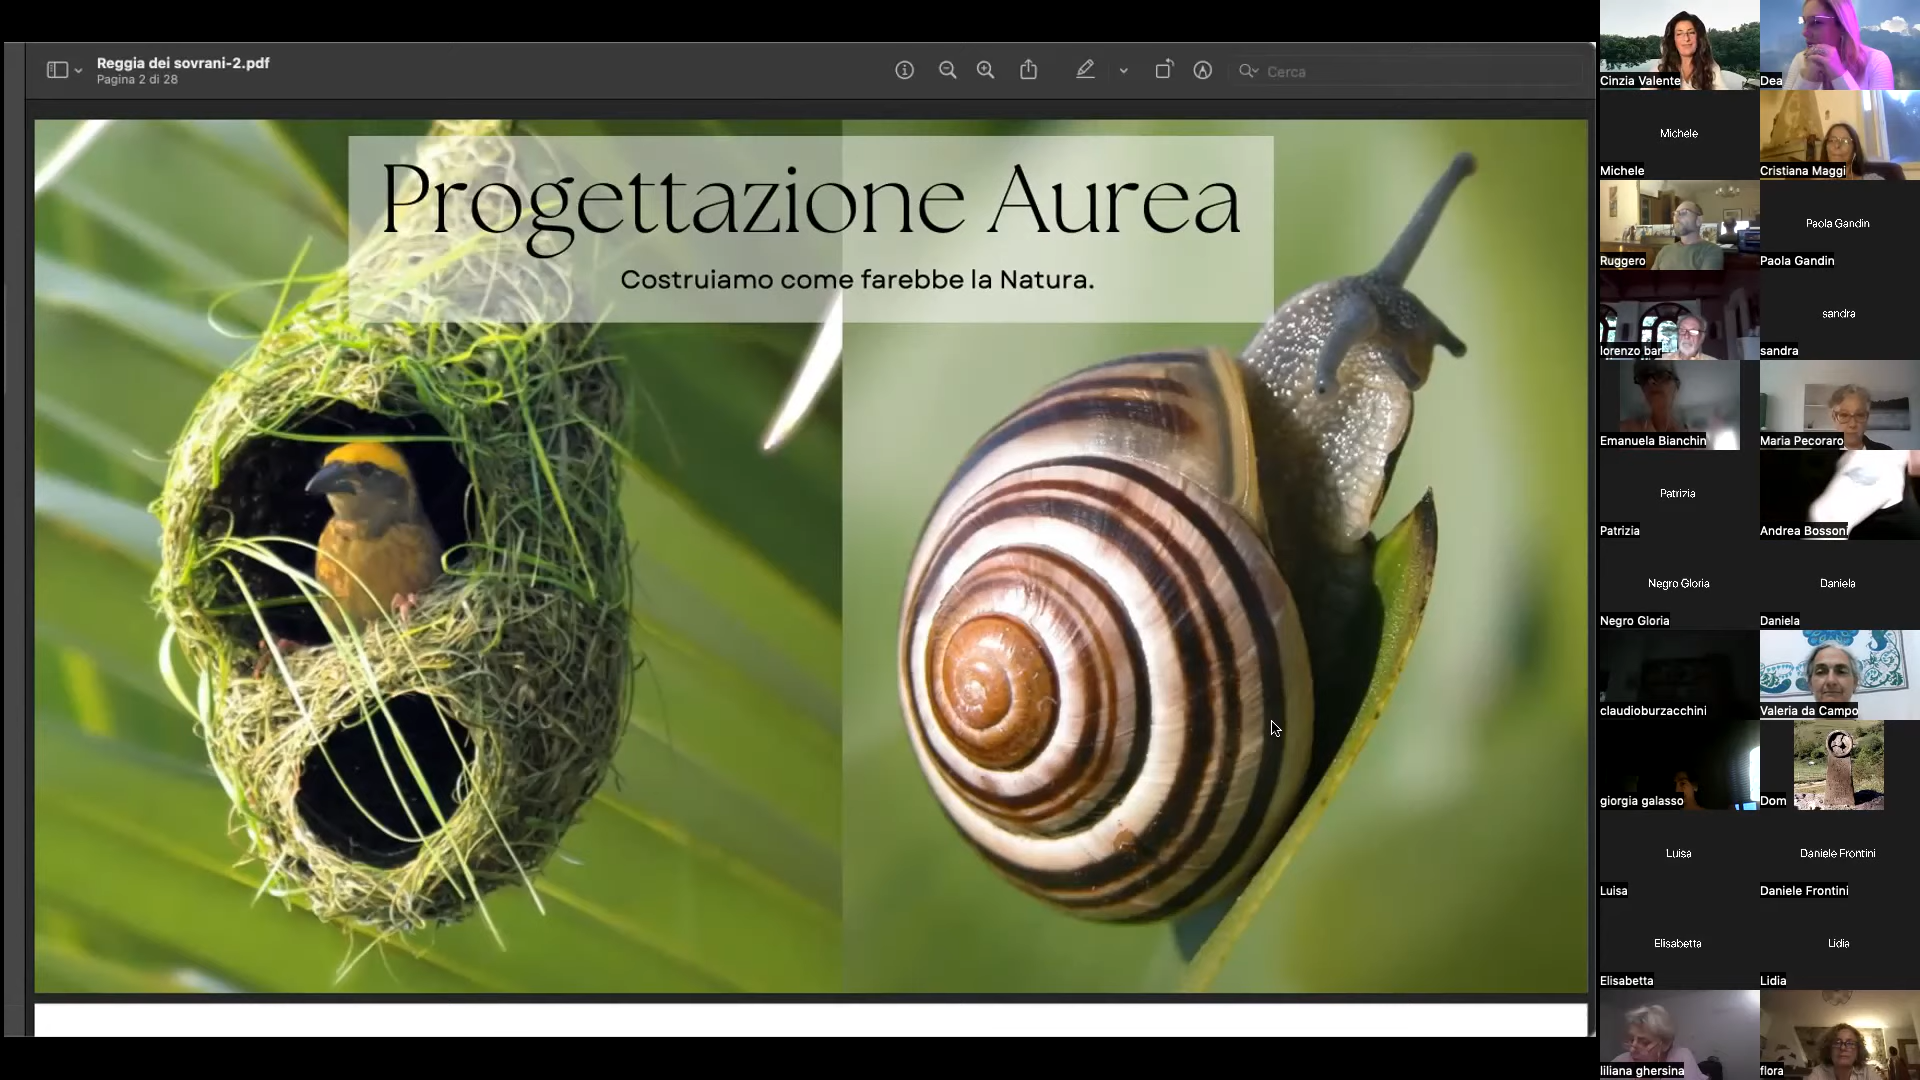 Reggia dei sovrani-2.pdf
Pagina 2 di 28
Cerca
Progettazione Aurea
Costruiamo come farebbe la Natura.
Cinzia Valente
Dea
Michele
Michele
Cristiana Maggi
Ruggero
Paola Gandin
Paola Gandin
lorenzo bar
sandra
sandra
Emanuela Bianchin
Maria Pecoraro
Patrizia
Patrizia
Andrea Bossoni
Negro Gloria
Negro Gloria
Daniela
Daniela
claudioburzacchini
Valeria da Campo
giorgia galasso
Dom
Luisa
Luisa
Daniele Frontini
Daniele Frontini
Elisabetta
Elisabetta
Lidia
Lidia
liliana ghersina
flora